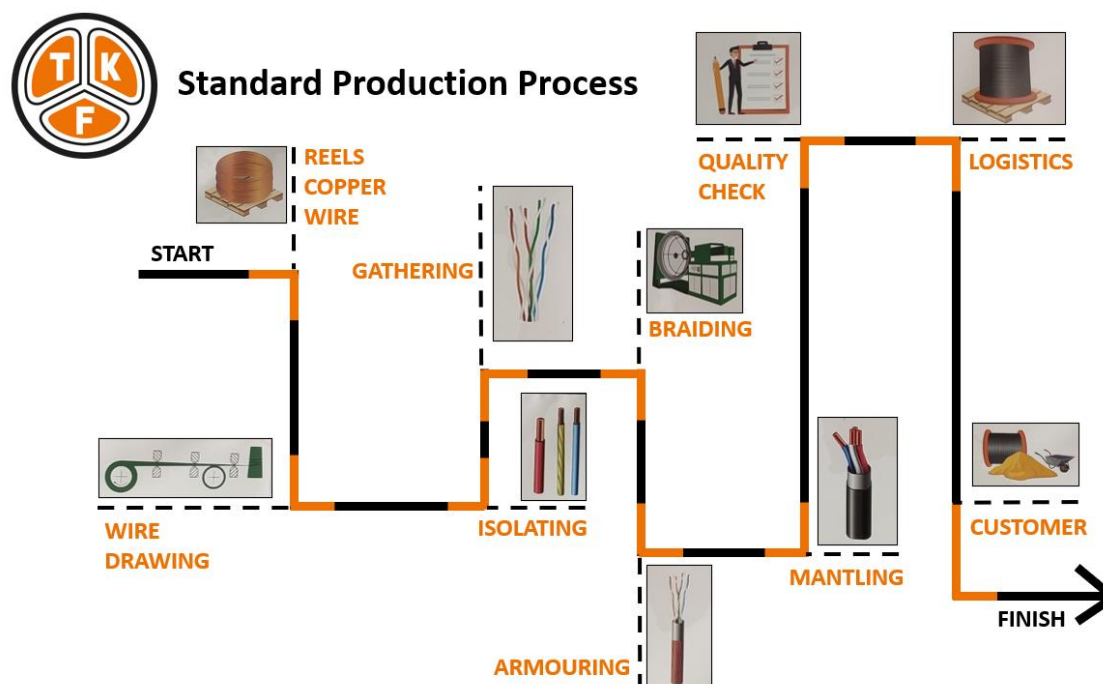 T K
F
Standard Production Process
START
REELS
COPPER
WIRE
WIRE
DRAWING
ISOLATING
GATHERING
BRAIDING
ARMOURING
MANTLING
QUALITY
CHECK
LOGISTICS
CUSTOMER
FINISH